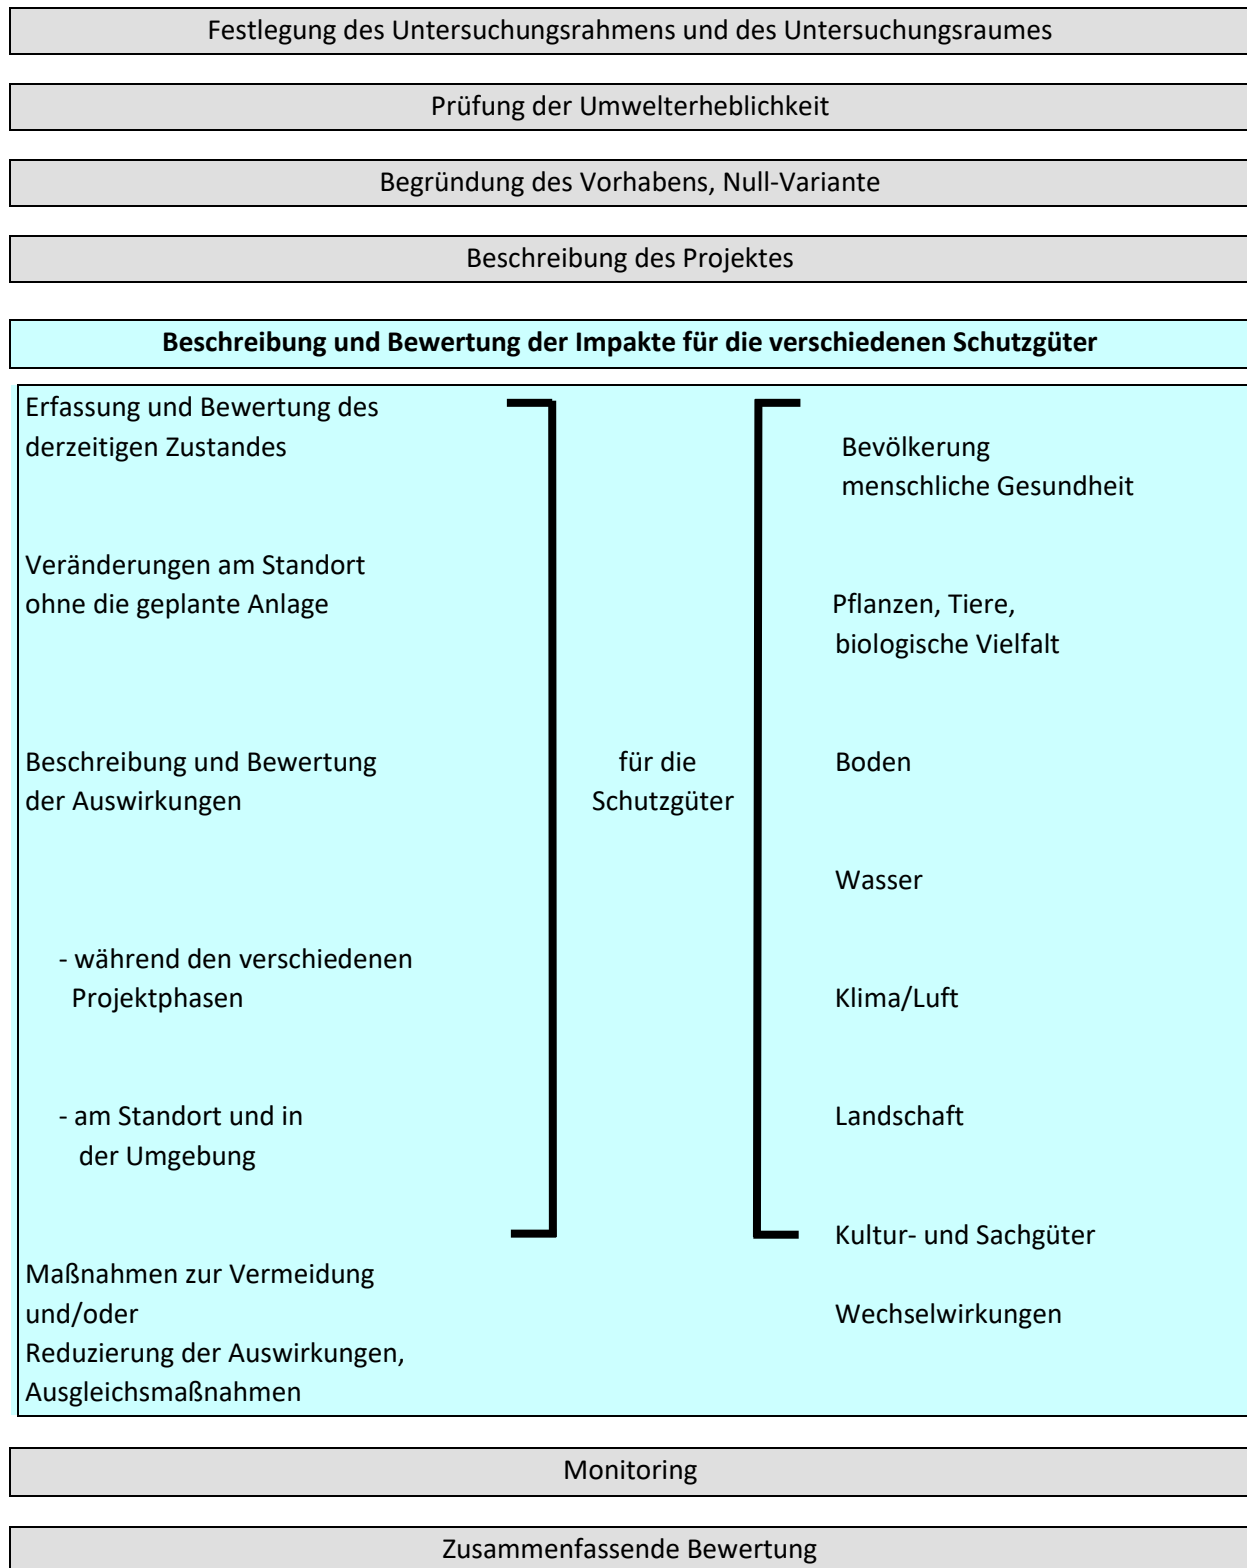 Festlegung des Untersuchungsrahmens und des Untersuchungsraumes
Prüfung der Umwelterheblichkeit
Begründung des Vorhabens, Null-Variante
Beschreibung des Projektes
Beschreibung und Bewertung der Impakte für die verschiedenen Schutzgüter
Erfassung und Bewertung des
derzeitigen Zustandes
Veränderungen am Standort
ohne die geplante Anlage
Beschreibung und Bewertung
der Auswirkungen
- während den verschiedenen
Projektphasen
- am Standort und in
der Umgebung
Maßnahmen zur Vermeidung
und/oder
Reduzierung der Auswirkungen,
Ausgleichsmaßnahmen
für die
Schutzgüter
Bevölkerung
menschliche Gesundheit
Pflanzen, Tiere,
biologische Vielfalt
Boden
Wasser
Klima/Luft
Landschaft
Kultur- und Sachgüter
Wechselwirkungen
Monitoring
Zusammenfassende Bewertung